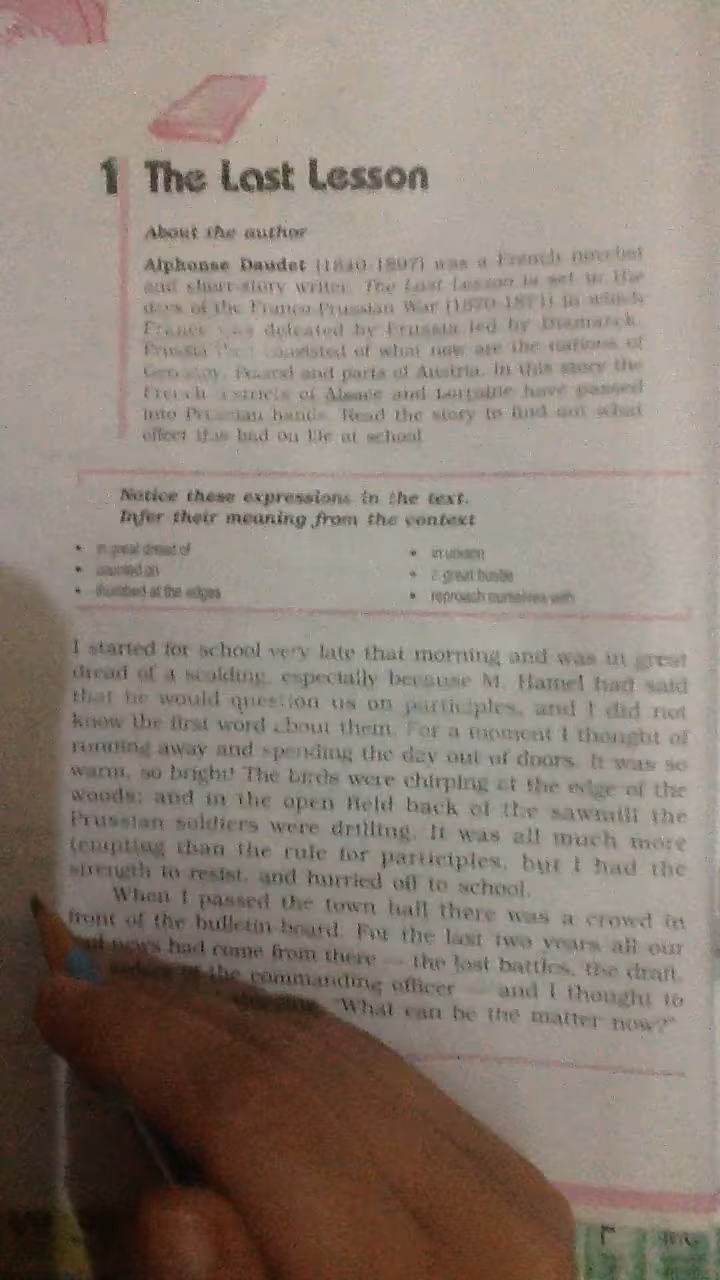 1 The Last Lesson
About the author
Alphonse Daudet (1840-1897) was a French novelist
and short-story writer. The Last Lesson is set in the
days of the Franco-Prussian War (1870-1871) in which
France was defeated by Prussia led by Bismarck.
Prussia then consisted of what now are the nations of
Germany, Poland and parts of Austria. In this story the
French districts of Alsace and Lorraine have passed
into Prussian hands. Read the story to find out what
effect this had on life at school.
Notice these expressions in the text.
Infer their meaning from the context
• in great dread of
• in unison
• counted on
• a great bustle
• thumbed at the edges
• reproach ourselves with
I started for school very late that morning and was in great
dread of a scolding, especially because M. Hamel had said
that he would question us on participles, and I did not
know the first word about them. For a moment I thought of
running away and spending the day out of doors. It was so
warm, so bright! The birds were chirping at the edge of the
woods; and in the open field back of the sawmill the
Prussian soldiers were drilling. It was all much more
tempting than the rule for participles, but I had the
strength to resist, and hurried off to school.
When I passed the town hall there was a crowd in
front of the bulletin-board. For the last two years all our
news had come from there — the lost battles, the draft,
of the commanding officer — and I thought to
"What can be the matter now?"